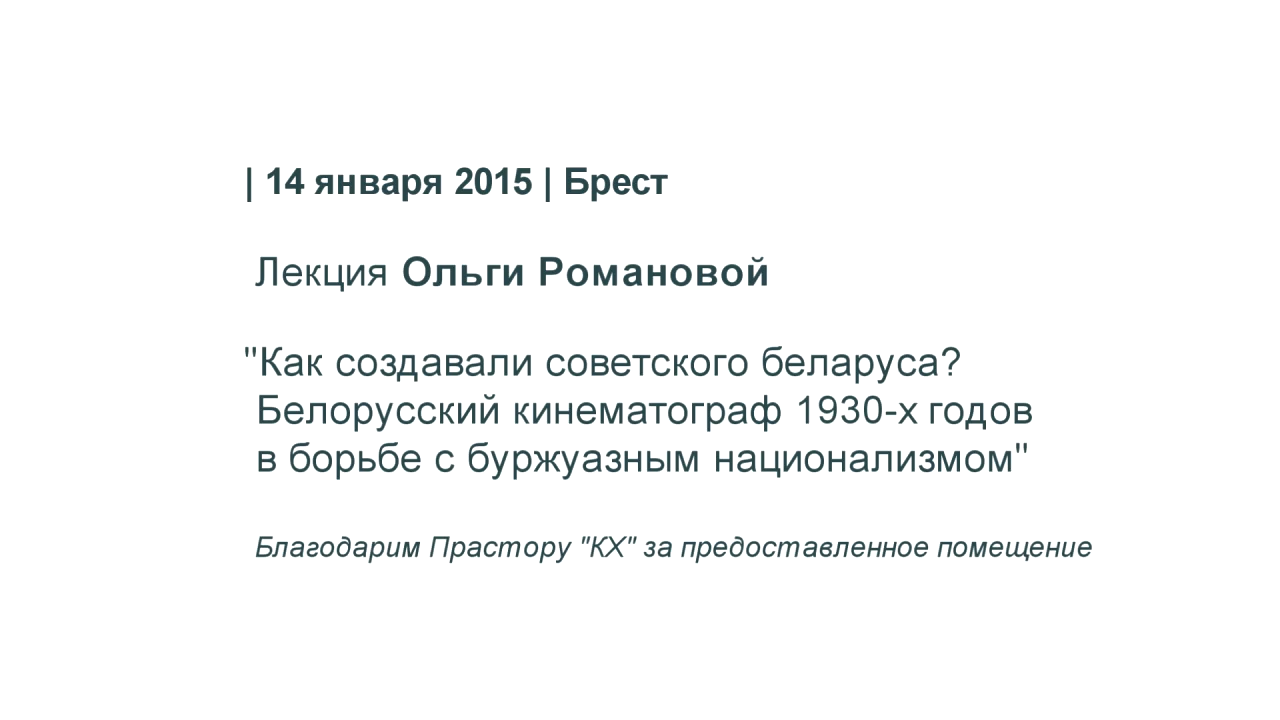 | 14 января 2015 | Брест
Лекция Ольги Романовой
"Как создавали советского беларуса?
Белорусский кинематограф 1930-х годов
в борьбе с буржуазным национализмом"
Благодарим Прастору "КХ" за предоставленное помещение